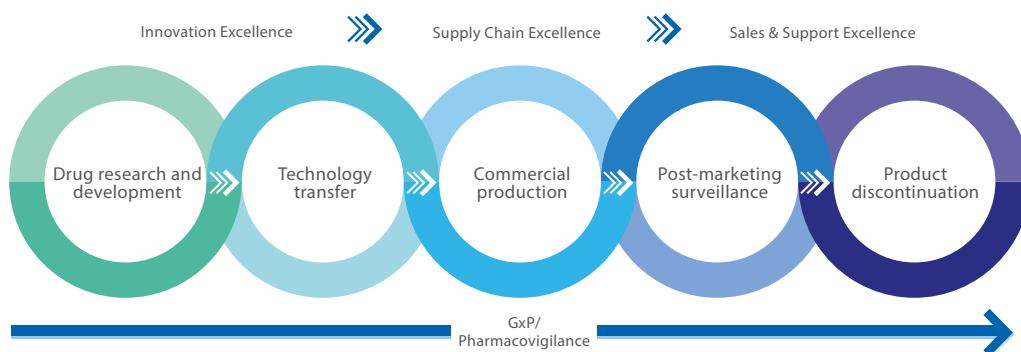 Innovation Excellence
Supply Chain Excellence
Sales & Support Excellence
Drug research and
development
Technology
transfer
Commercial
production
Post-marketing
surveillance
Product
discontinuation
GxP/
Pharmacovigilance